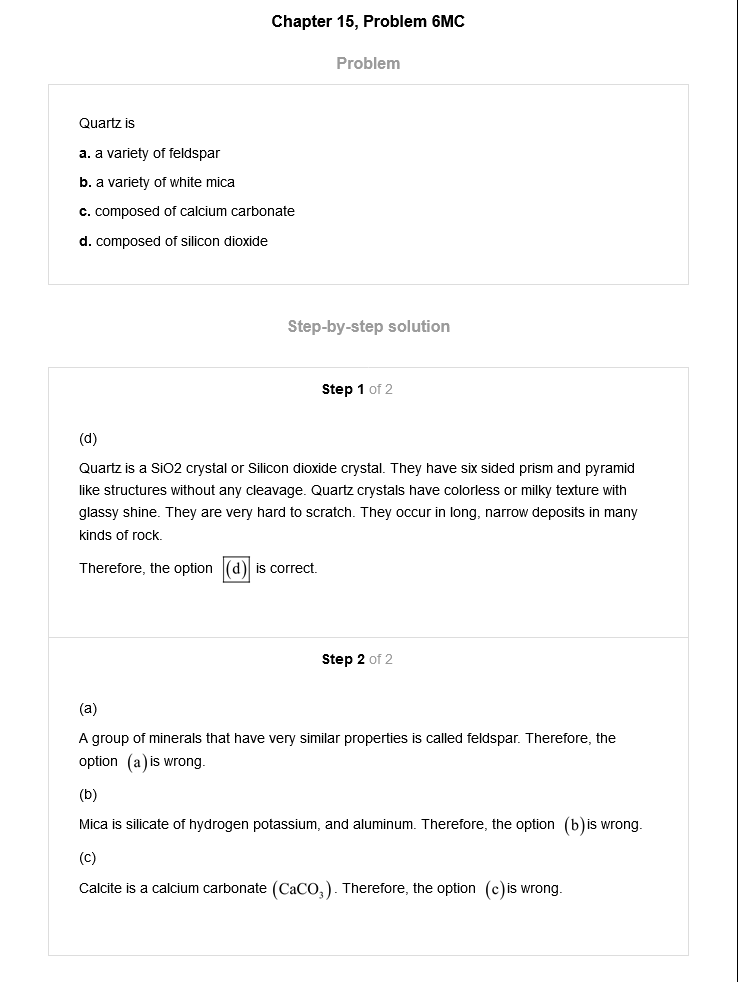 Chapter 15, Problem 6MC
Problem
Quartz is
a. a variety of feldspar
b. a variety of white mica
c. composed of calcium carbonate
d. composed of silicon dioxide
Step-by-step solution
Step 1 of 2
(d)
Quartz is a SiO2 crystal or Silicon dioxide crystal. They have six sided prism and pyramid
like structures without any cleavage. Quartz crystals have colorless or milky texture with
glassy shine. They are very hard to scratch. They occur in long, narrow deposits in many
kinds of rock.
Therefore, the option (d) is correct.
Step 2 of 2
(a)
A group of minerals that have very similar properties is called feldspar. Therefore, the
option (a) is wrong.
(b)
Mica is silicate of hydrogen potassium, and aluminum. Therefore, the option (b) is wrong.
(c)
Calcite is a calcium carbonate (CaCO₃). Therefore, the option (c) is wrong.